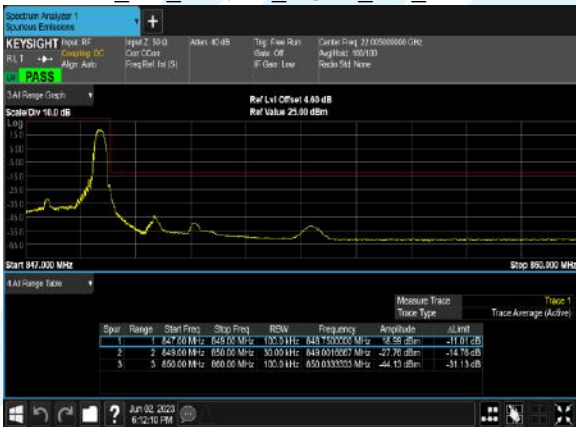 Spectrum Analyzer 1
Spurious Emissions
KEYSIGHT Input: RF Input Z: 50 Ω Atten: 40 dB Trig: Free Run Center Freq: 22.005000000 GHz
RLT Coupling: DC Corr CCorr Gate: Off Avg|Hold: 100/100
Align: Auto Freq Ref: Int (S) IF Gain: Low Radio Std: None
PASS
3.All Range Graph
Ref Lvl Offset 4.60 dB
Scale/Div 10.0 dB Ref Value 25.00 dBm
Log
15.0
5.00
-5.00
-15.0
-25.0
-35.0
-45.0
-55.0
-65.0
Start 847.000 MHz Stop 860.000 MHz
4.All Range Table
Measure Trace Trace 1
Trace Type Trace Average (Active)
Spur Range Start Freq Stop Freq RBW Frequency Amplitude ΔLimit
1 1 847.00 MHz 849.00 MHz 100.0 kHz 848.7500000 MHz 18.99 dBm -11.01 dB
2 2 849.00 MHz 850.00 MHz 30.00 kHz 849.0016667 MHz -27.76 dBm -14.76 dB
3 3 850.00 MHz 860.00 MHz 100.0 kHz 850.0333333 MHz -44.13 dBm -31.13 dB
Jun 02, 2023
6:12:10 PM